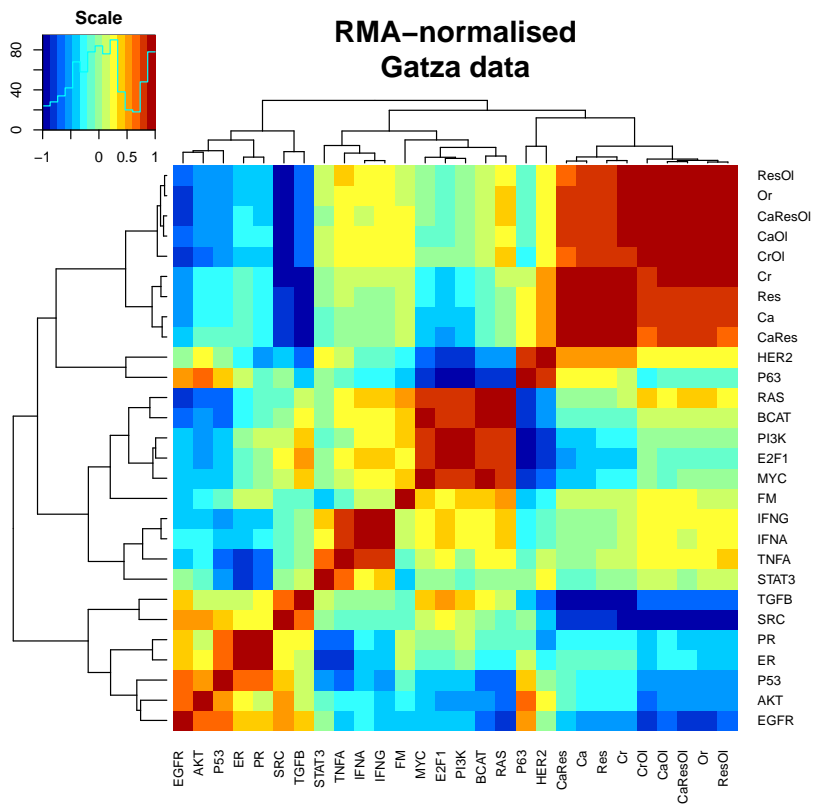 Scale
0 40 80
−1 0 0.5 1
RMA−normalised
Gatza data
ResOl
Or
CaResOl
CaOl
CrOl
Cr
Res
Ca
CaRes
HER2
P63
RAS
BCAT
PI3K
E2F1
MYC
FM
IFNG
IFNA
TNFA
STAT3
TGFB
SRC
PR
ER
P53
AKT
EGFR
EGFR AKT P53 ER PR SRC TGFB STAT3 TNFA IFNA IFNG FM MYC E2F1 PI3K BCAT RAS P63 HER2 CaRes Ca Res Cr CrOl CaOl CaResOl Or ResOl